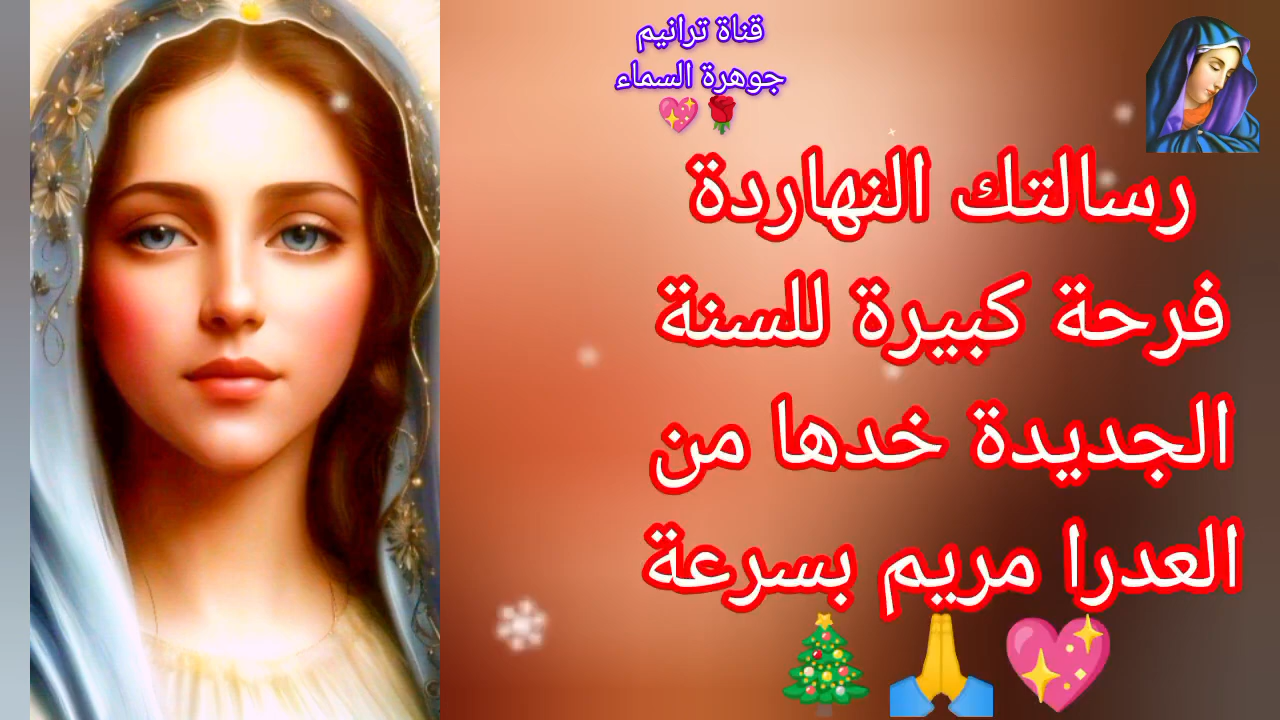 قناة ترانيم
جوهرة السماء
💖🌹
رسالتك النهاردة
فرحة كبيرة للسنة
الجديدة خدها من
العدرا مريم بسرعة
🎄🙏💖